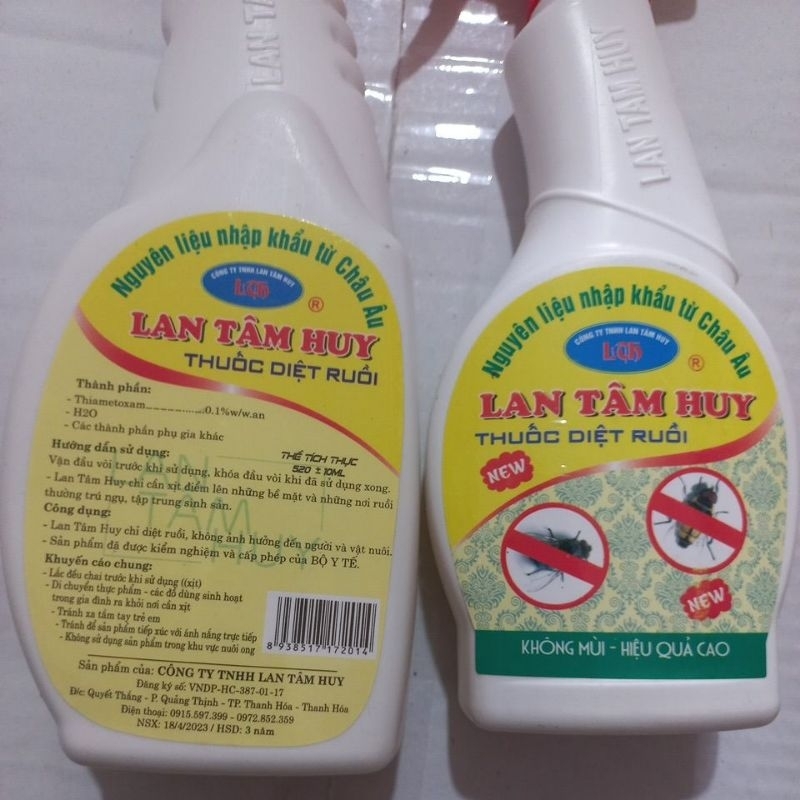 LAN TAM HUY
Nguyên liệu nhập khẩu từ Châu Âu
CÔNG TY TNHH LAN TÂM HUY
®
LAN TÂM HUY
THUỐC DIỆT RUỒI
Thành phần:
- Thiametoxam...........0.1%w/w.an
- H2O
- Các thành phần phụ gia khác
THỂ TÍCH THỰC
520 ±10ML
Hướng dẩn sử dụng:
Vặn đầu vòi trước khi sử dụng, khóa đầu vòi khi đã sử dụng xong.
- Lan Tâm Huy chỉ cần xịt điểm lên những bề mặt và những nơi ruồi
thường trú ngụ, tập trung sinh sản.
Công dụng:
- Lan Tâm Huy chỉ diệt ruồi, không ảnh hưởng đến người và vật nuôi.
- Sản phẩm đã được kiểm nghiệm và cấp phép của BỘ Y TẾ.
LAN
TÂM
HUY
Khuyến cáo chung:
- Lắc đều chai trước khi sử dụng ((xịt)
- Di chuyển thực phẩm - các đồ dùng sinh hoạt
trong gia đình ra khỏi nơi cần xịt
- Tránh xa tầm tay trẻ em
- Tránh để sản phẩm tiếp xúc với ánh nắng trực tiếp
- Không sử dụng sản phẩm trong khu vực nuôi ong
8 938517 172014
Sản phẩm của: CÔNG TY TNHH LAN TÂM HUY
Đăng ký số: VNDP-HC-387-01-17
Đ/c: Quyết Thắng - P. Quảng Thịnh - TP. Thanh Hóa - Thanh Hóa
Điện thoại: 0915.597.399 - 0972.852.359
NSX: 18/4/2023 / HSD: 3 năm
LAN TAM HUY
Nguyên liệu nhập khẩu từ Châu Âu
CÔNG TY TNHH LAN TÂM HUY
®
LAN TÂM HUY
THUỐC DIỆT RUỒI
NEW
NEW
KHÔNG MÙI - HIỆU QUẢ CAO